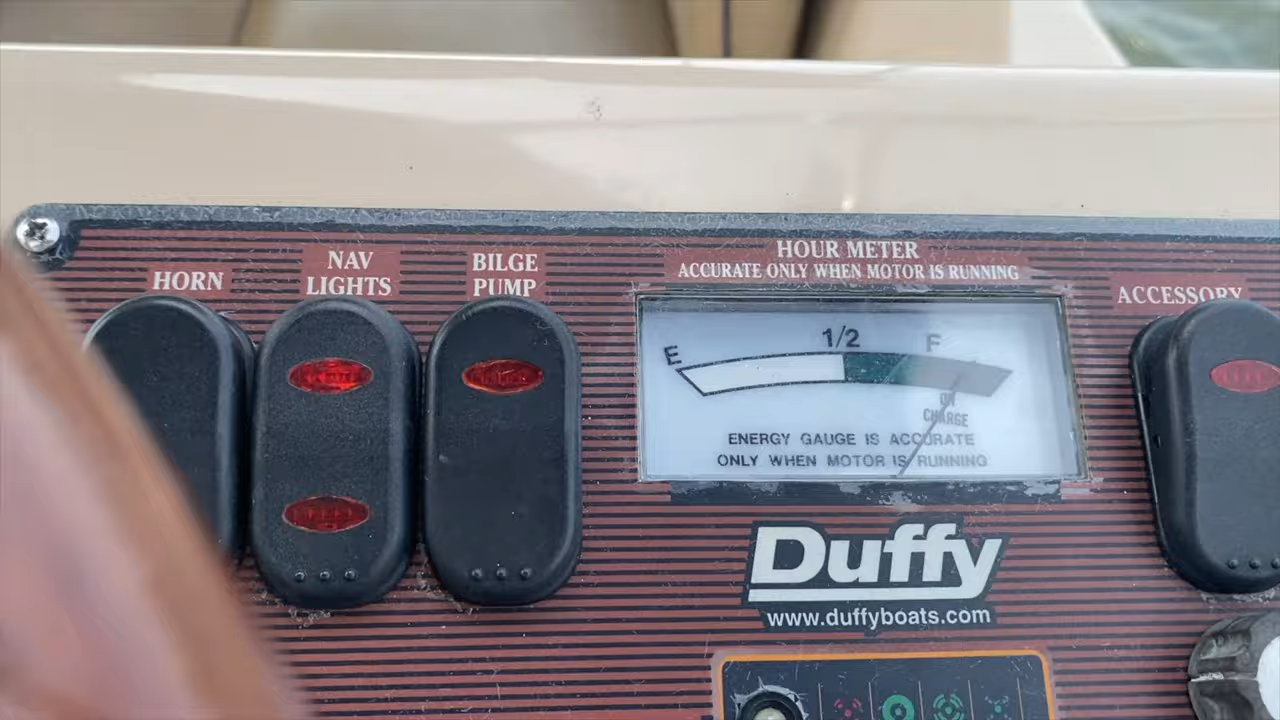 HORN
NAV
LIGHTS
BILGE
PUMP
HOUR METER
ACCURATE ONLY WHEN MOTOR IS RUNNING
ACCESSORY
E
1/2
F
ON
CHARGE
ENERGY GAUGE IS ACCURATE
ONLY WHEN MOTOR IS RUNNING
Duffy
www.duffyboats.com